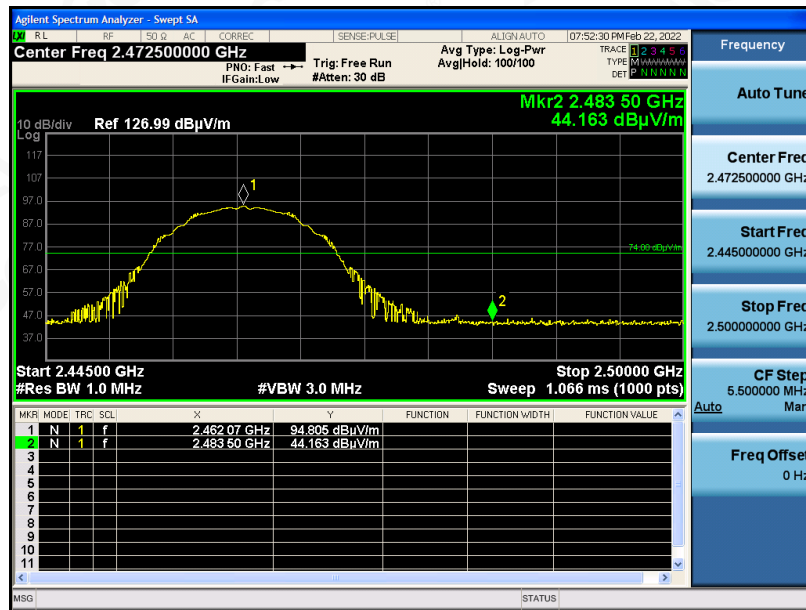 Agilent Spectrum Analyzer - Swept SA
LXI RL RF 50 Ω AC CORREC SENSE:PULSE ALIGN AUTO 07:52:30 PM Feb 22, 2022
Center Freq 2.472500000 GHz
PNO: Fast
IFGain:Low
Trig: Free Run
#Atten: 30 dB
Avg Type: Log-Pwr
Avg|Hold: 100/100
TRACE 1 2 3 4 5 6
TYPE M WWWWW
DET P N N N N N
Mkr2 2.483 50 GHz
44.163 dBµV/m
10 dB/div Ref 126.99 dBµV/m
Log
117
107
97.0
87.0
77.0
67.0
57.0
47.0
37.0
1
74.00 dBµV/m
2
Start 2.44500 GHz Stop 2.50000 GHz
#Res BW 1.0 MHz #VBW 3.0 MHz Sweep 1.066 ms (1000 pts)
MKR MODE TRC SCL X Y FUNCTION FUNCTION WIDTH FUNCTION VALUE
1 N 1 f 2.462 07 GHz 94.805 dBµV/m
2 N 1 f 2.483 50 GHz 44.163 dBµV/m
3
4
5
6
7
8
9
10
11
MSG STATUS
Frequency
Auto Tune
Center Freq
2.472500000 GHz
Start Freq
2.445000000 GHz
Stop Freq
2.500000000 GHz
CF Step
5.500000 MHz
Auto Man
Freq Offset
0 Hz